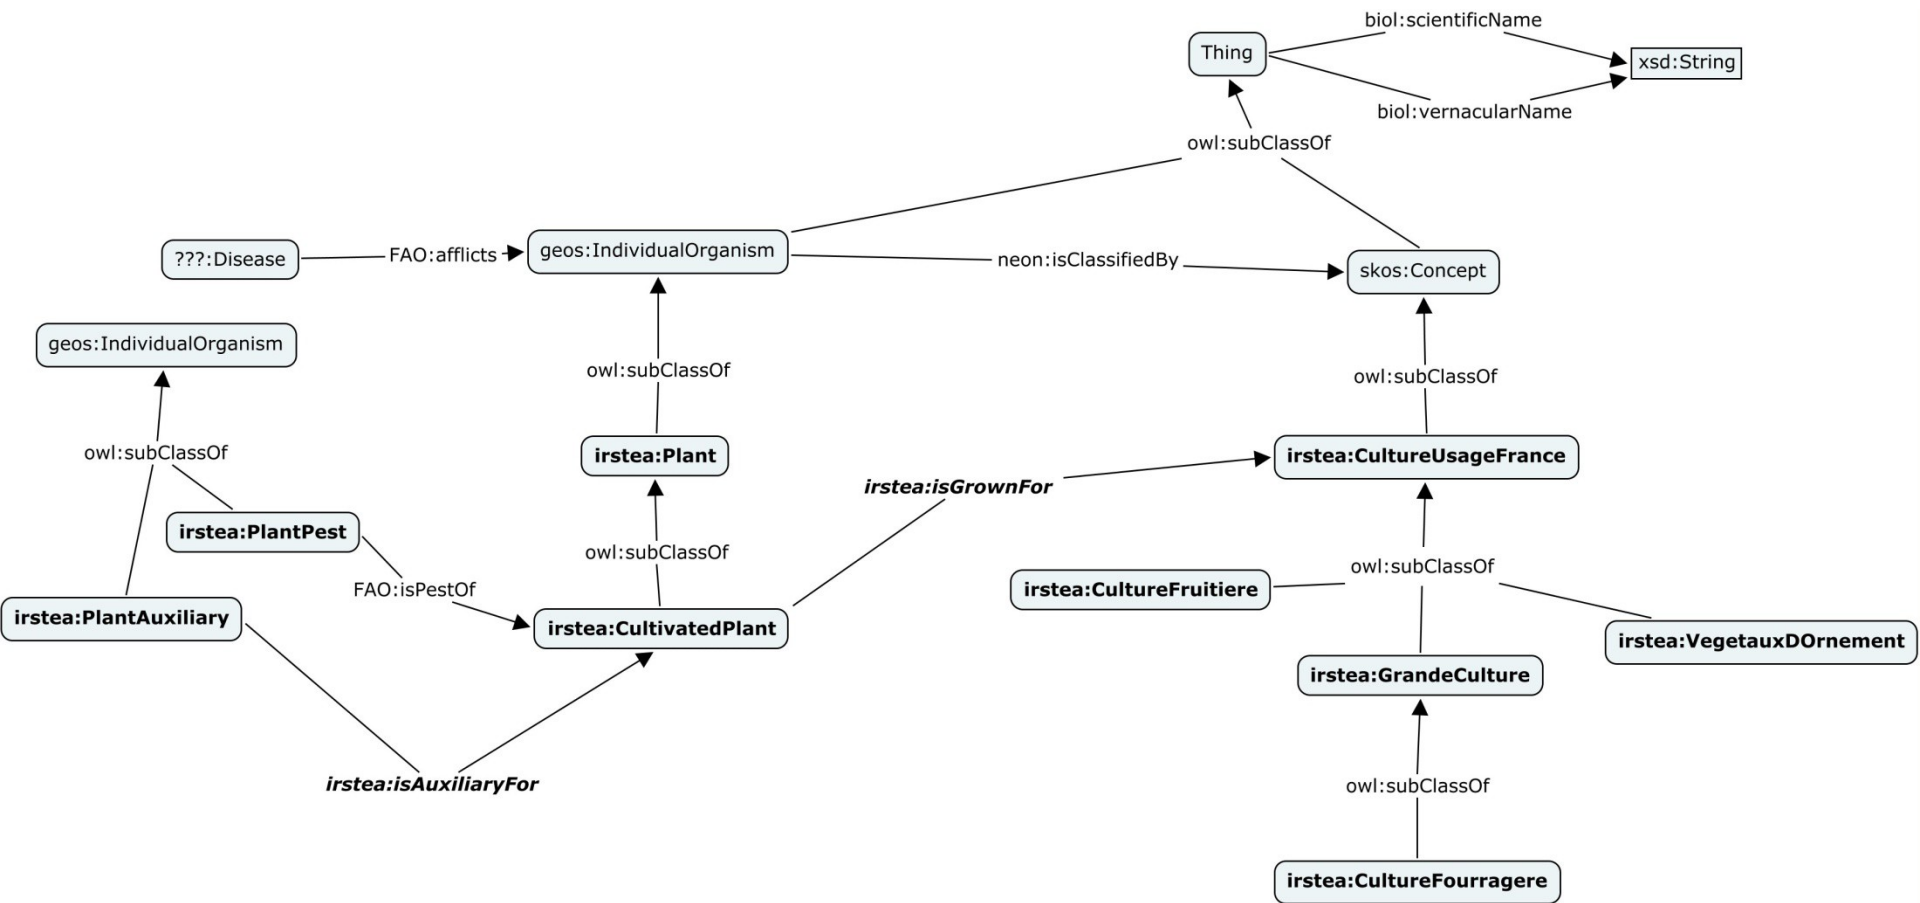 biol:scientificName
Thing
xsd:String
biol:vernacularName
owl:subClassOf
???:Disease
FAO:afflicts
geos:IndividualOrganism
neon:isClassifiedBy
skos:Concept
geos:IndividualOrganism
owl:subClassOf
owl:subClassOf
owl:subClassOf
irstea:Plant
irstea:CultureUsageFrance
irstea:isGrownFor
irstea:PlantPest
owl:subClassOf
owl:subClassOf
FAO:isPestOf
irstea:CultureFruitiere
irstea:PlantAuxiliary
irstea:CultivatedPlant
irstea:VegetauxDOrnement
irstea:GrandeCulture
irstea:isAuxiliaryFor
owl:subClassOf
irstea:CultureFourragere